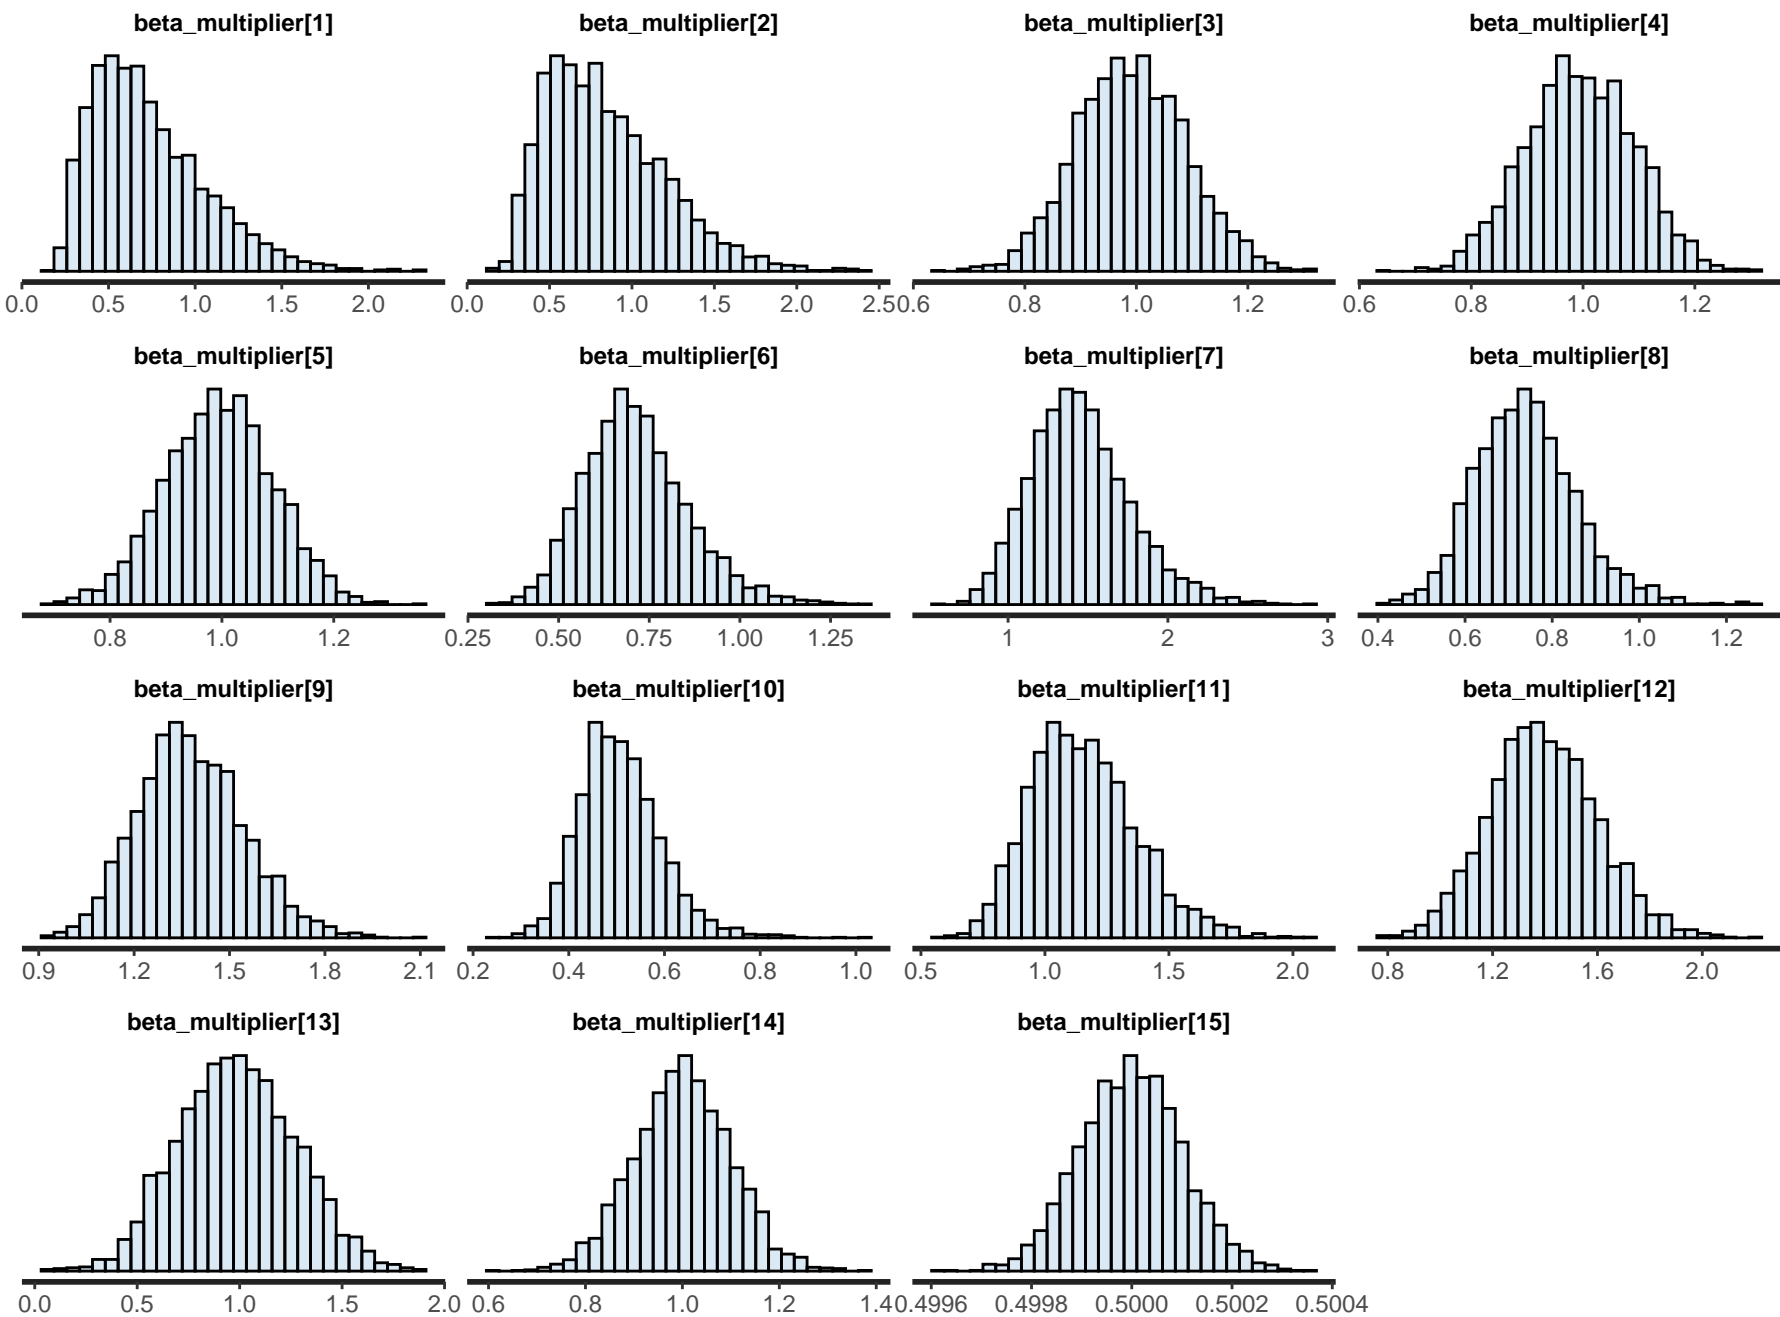 beta_multiplier[1] beta_multiplier[2] beta_multiplier[3] beta_multiplier[4]
0.0 0.5 1.0 1.5 2.0 0.0 0.5 1.0 1.5 2.0 2.5 0.6 0.8 1.0 1.2 0.6 0.8 1.0 1.2
beta_multiplier[5] beta_multiplier[6] beta_multiplier[7] beta_multiplier[8]
0.8 1.0 1.2 0.25 0.50 0.75 1.00 1.25 1 2 3 0.4 0.6 0.8 1.0 1.2
beta_multiplier[9] beta_multiplier[10] beta_multiplier[11] beta_multiplier[12]
0.9 1.2 1.5 1.8 2.1 0.2 0.4 0.6 0.8 1.0 0.5 1.0 1.5 2.0 0.8 1.2 1.6 2.0
beta_multiplier[13] beta_multiplier[14] beta_multiplier[15]
0.0 0.5 1.0 1.5 2.0 0.6 0.8 1.0 1.2 1.4 0.4996 0.4998 0.5000 0.5002 0.5004